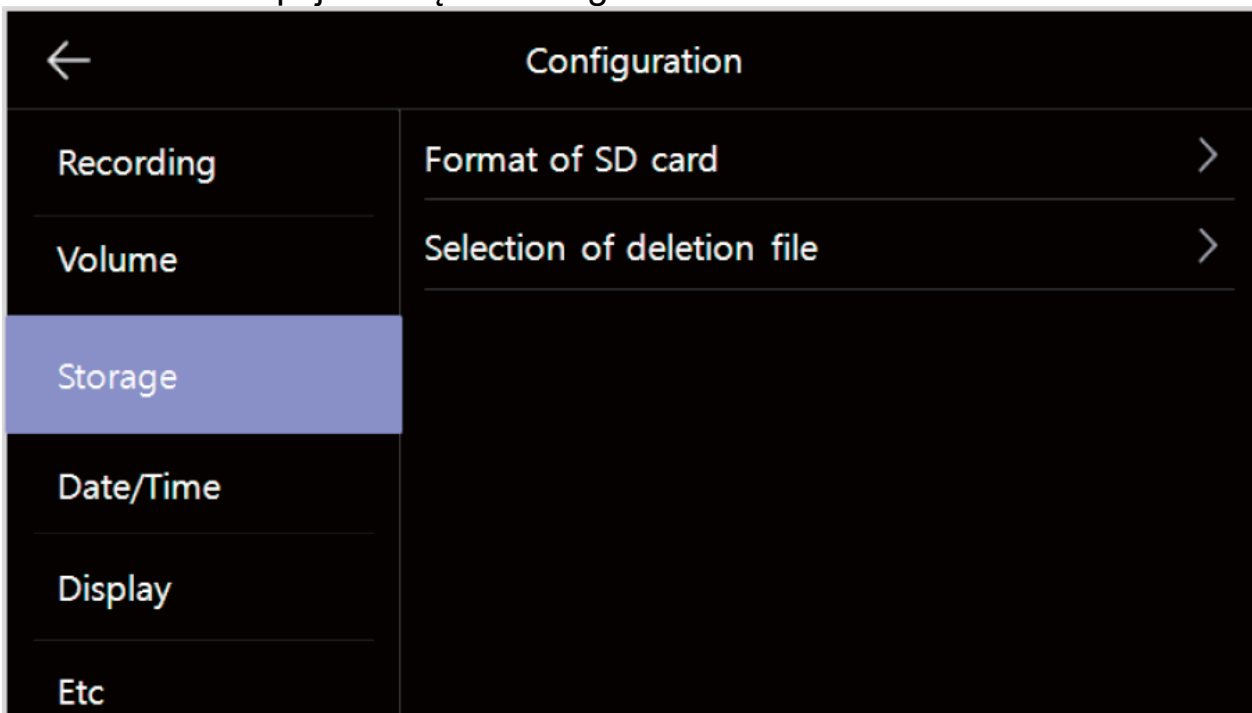 Configuration
Recording
Volume
Storage
Date/Time
Display
Etc
Format of SD card
Selection of deletion file